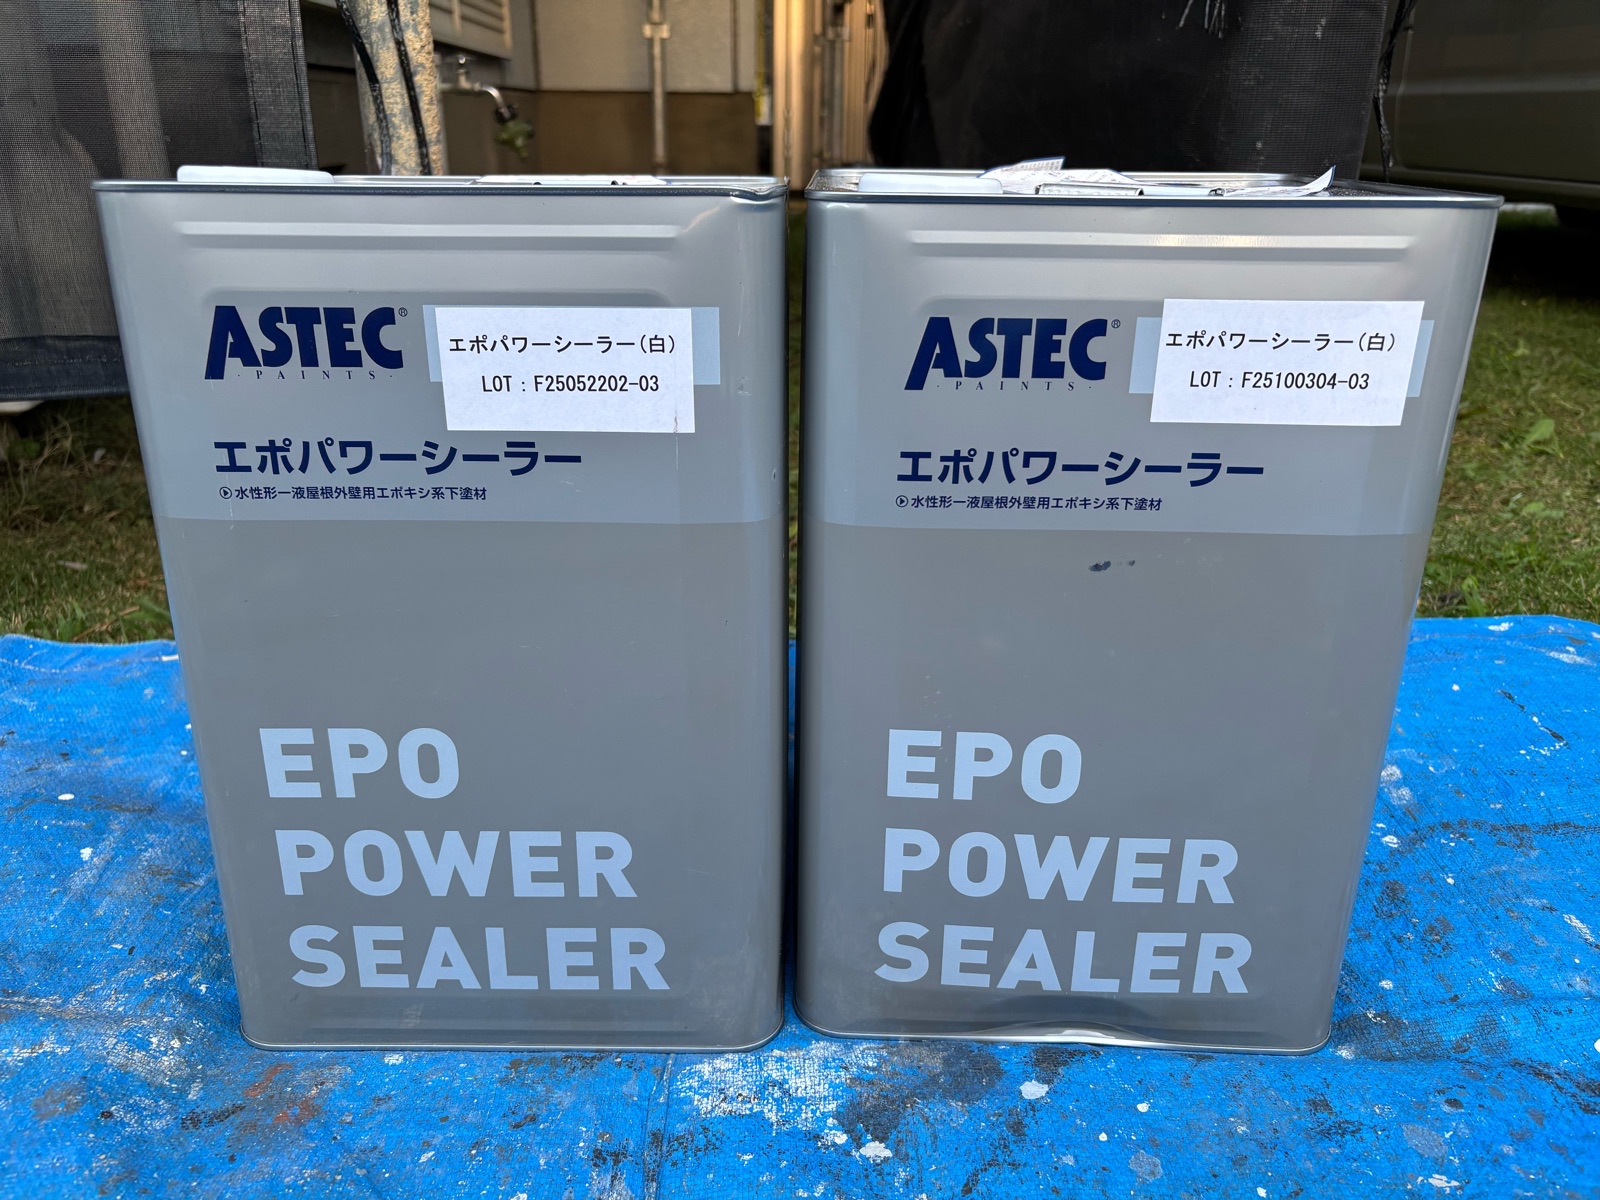 ASTEC®
PAINTS
エポパワーシーラー(白)
LOT:F25052202-03
エポパワーシーラー
水性形一液屋根外壁用エポキシ系下塗材
EPO
POWER
SEALER
ASTEC®
PAINTS
エポパワーシーラー(白)
LOT:F25100304-03
エポパワーシーラー
水性形一液屋根外壁用エポキシ系下塗材
EPO
POWER
SEALER